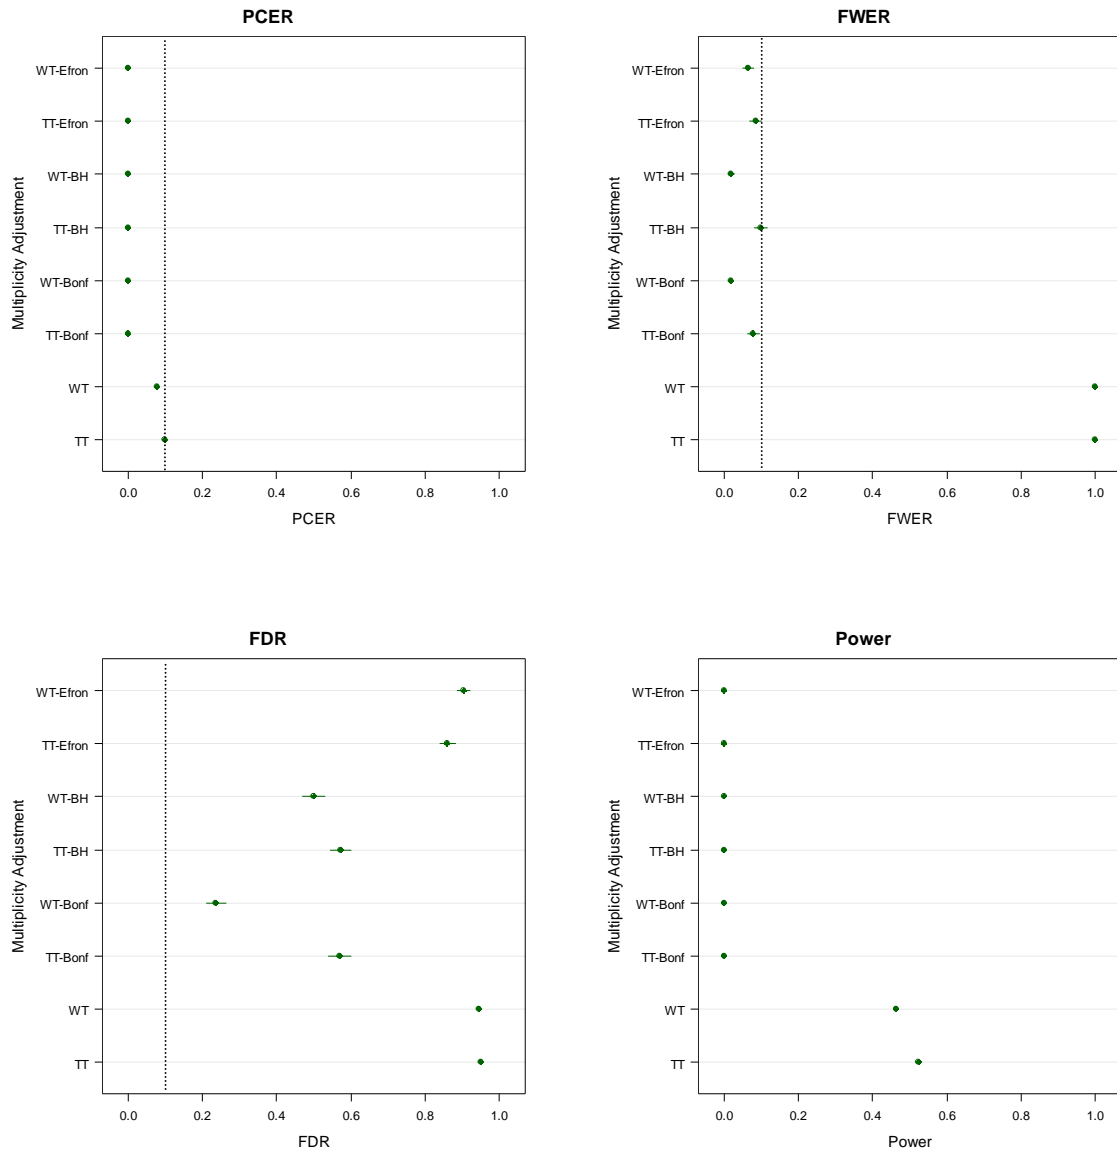 PCER
Multiplicity Adjustment
WT-Efron
TT-Efron
WT-BH
TT-BH
WT-Bonf
TT-Bonf
WT
TT
0.0 0.2 0.4 0.6 0.8 1.0
PCER
FWER
Multiplicity Adjustment
WT-Efron
TT-Efron
WT-BH
TT-BH
WT-Bonf
TT-Bonf
WT
TT
0.0 0.2 0.4 0.6 0.8 1.0
FWER
FDR
Multiplicity Adjustment
WT-Efron
TT-Efron
WT-BH
TT-BH
WT-Bonf
TT-Bonf
WT
TT
0.0 0.2 0.4 0.6 0.8 1.0
FDR
Power
Multiplicity Adjustment
WT-Efron
TT-Efron
WT-BH
TT-BH
WT-Bonf
TT-Bonf
WT
TT
0.0 0.2 0.4 0.6 0.8 1.0
Power